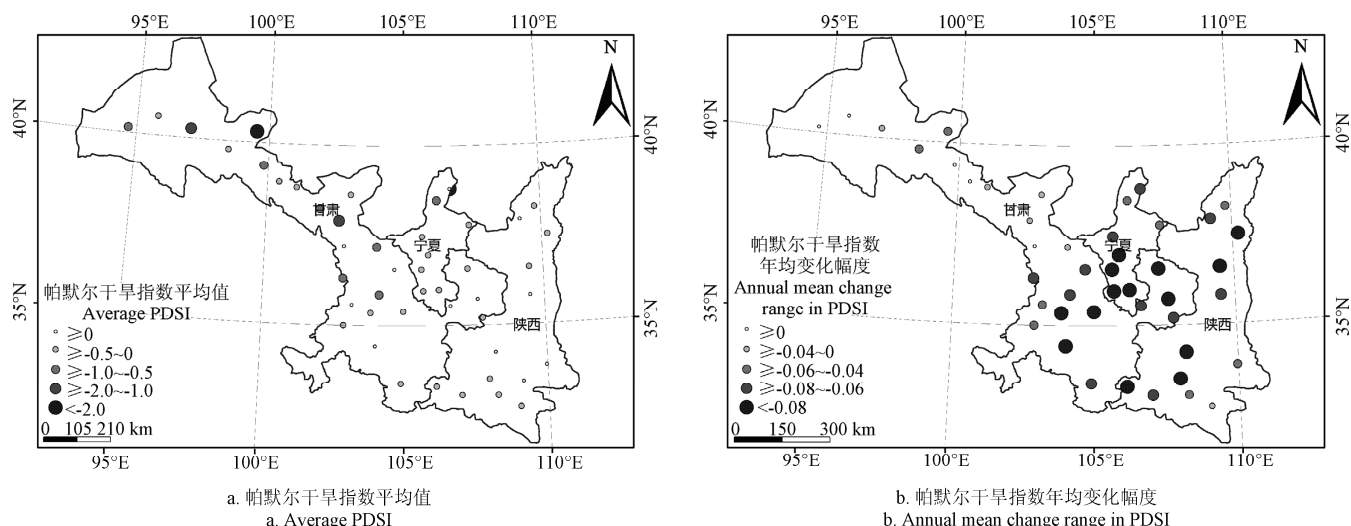 95°E 100°E 105°E 110°E
N
40°N 40°N
35°N 35°N
甘肃
宁夏
陕西
帕默尔干旱指数平均值
Average PDSI
≥0
≥-0.5~0
≥-1.0~-0.5
≥-2.0~-1.0
<-2.0
0 105 210 km
95°E 100°E 105°E 110°E
a. 帕默尔干旱指数平均值
a. Average PDSI
95°E 100°E 105°E 110°E
N
40°N 40°N
35°N 35°N
甘肃
宁夏
陕西
帕默尔干旱指数
年均变化幅度
Annual mean change
range in PDSI
≥0
≥-0.04~0
≥-0.06~-0.04
≥-0.08~-0.06
<-0.08
0 150 300 km
95°E 100°E 105°E 110°E
b. 帕默尔干旱指数年均变化幅度
b. Annual mean change range in PDSI